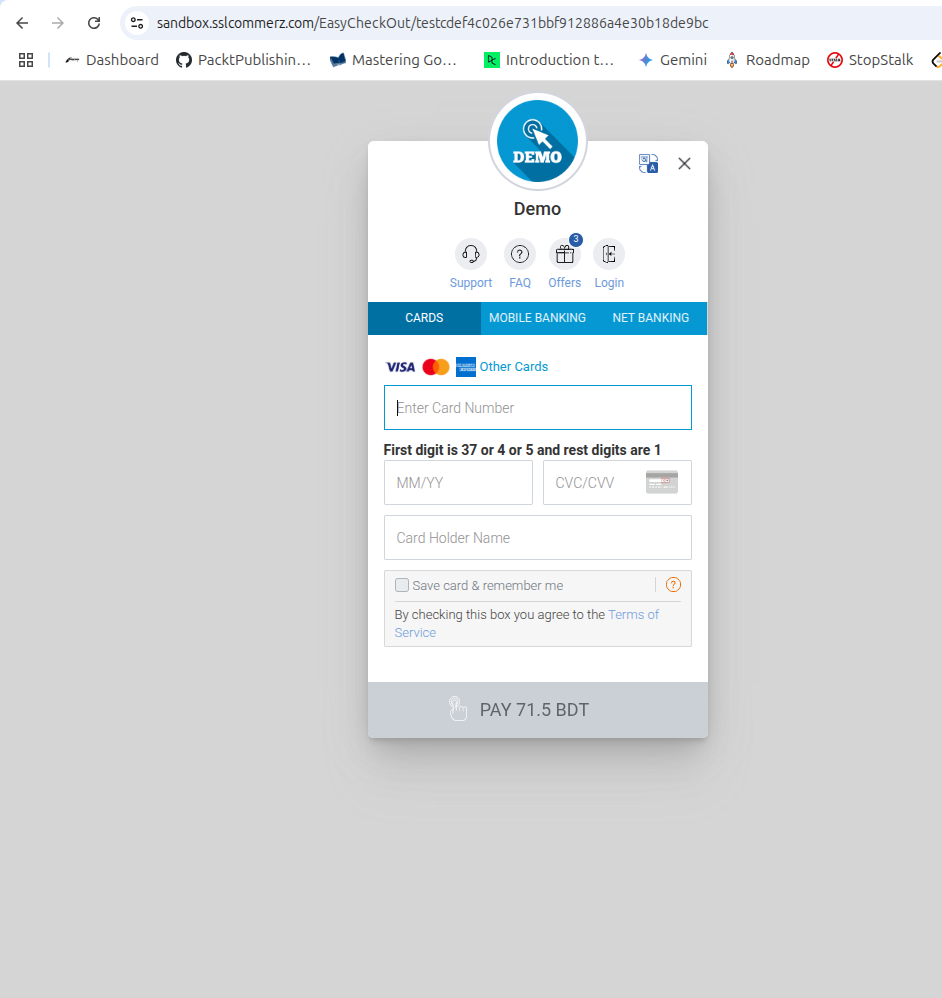 sandbox.sslcommerz.com/EasyCheckOut/testcdef4c026e731bbf912886a4e30b18de9bc
Dashboard PacktPublishin... Mastering Go... Introduction t... Gemini Roadmap StopStalk
DEMO
Demo
3
Support FAQ Offers Login
CARDS MOBILE BANKING NET BANKING
VISA Other Cards
Enter Card Number
First digit is 37 or 4 or 5 and rest digits are 1
MM/YY CVC/CVV
Card Holder Name
Save card & remember me ?
By checking this box you agree to the Terms of
Service
PAY 71.5 BDT